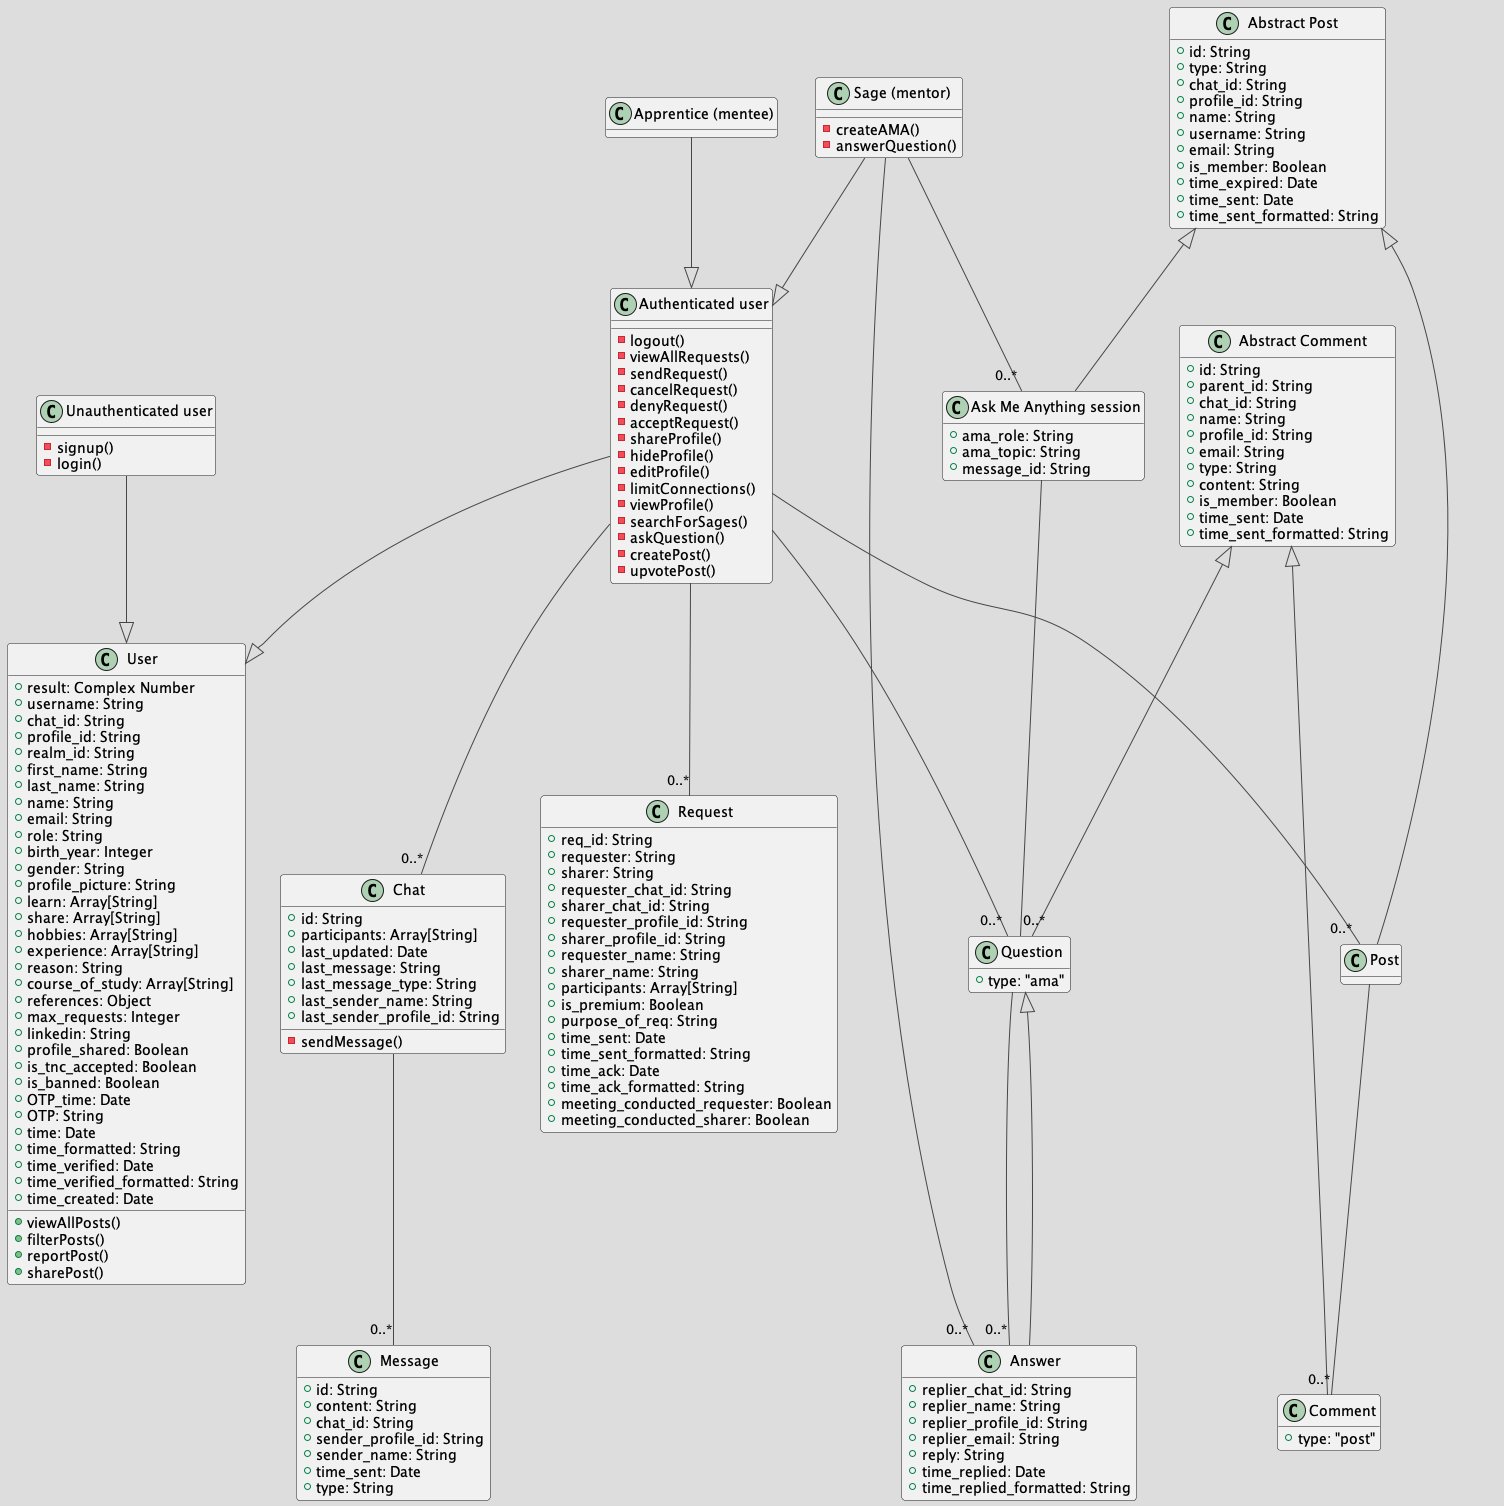 C Abstract Post
id: String
type: String
chat_id: String
profile_id: String
name: String
username: String
email: String
is_member: Boolean
time_expired: Date
time_sent: Date
time_sent_formatted: String
C Apprentice (mentee)
C Sage (mentor)
createAMA()
answerQuestion()
C Authenticated user
logout()
viewAllRequests()
sendRequest()
cancelRequest()
denyRequest()
acceptRequest()
shareProfile()
hideProfile()
editProfile()
limitConnections()
viewProfile()
searchForSages()
askQuestion()
createPost()
upvotePost()
C Abstract Comment
id: String
parent_id: String
chat_id: String
name: String
profile_id: String
email: String
type: String
content: String
is_member: Boolean
time_sent: Date
time_sent_formatted: String
0..*
C Ask Me Anything session
ama_role: String
ama_topic: String
message_id: String
C Unauthenticated user
signup()
login()
C User
result: Complex Number
username: String
chat_id: String
profile_id: String
realm_id: String
first_name: String
last_name: String
name: String
email: String
role: String
birth_year: Integer
gender: String
profile_picture: String
learn: Array[String]
share: Array[String]
hobbies: Array[String]
experience: Array[String]
reason: String
course_of_study: Array[String]
references: Object
max_requests: Integer
linkedin: String
profile_shared: Boolean
is_tnc_accepted: Boolean
is_banned: Boolean
OTP_time: Date
OTP: String
time: Date
time_formatted: String
time_verified: Date
time_verified_formatted: String
time_created: Date
viewAllPosts()
filterPosts()
reportPost()
sharePost()
0..*
C Chat
id: String
participants: Array[String]
last_updated: Date
last_message: String
last_message_type: String
last_sender_name: String
last_sender_profile_id: String
sendMessage()
0..*
C Request
req_id: String
requester: String
sharer: String
requester_chat_id: String
sharer_chat_id: String
requester_profile_id: String
sharer_profile_id: String
requester_name: String
sharer_name: String
participants: Array[String]
is_premium: Boolean
purpose_of_req: String
time_sent: Date
time_sent_formatted: String
time_ack: Date
time_ack_formatted: String
meeting_conducted_requester: Boolean
meeting_conducted_sharer: Boolean
0..* 0..*
C Question
type: "ama"
0..*
C Post
0..*
C Message
id: String
content: String
chat_id: String
sender_profile_id: String
sender_name: String
time_sent: Date
type: String
0..* 0..*
C Answer
replier_chat_id: String
replier_name: String
replier_profile_id: String
replier_email: String
reply: String
time_replied: Date
time_replied_formatted: String
0..*
C Comment
type: "post"